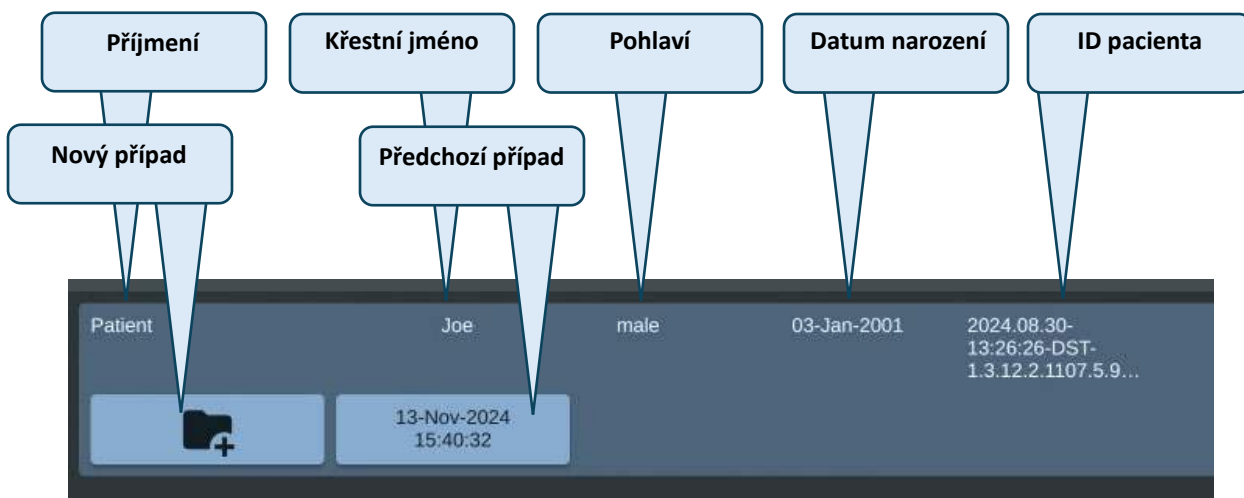 Příjmení
Křestní jméno
Pohlaví
Datum narození
ID pacienta
Nový případ
Předchozí případ
Patient
Joe
male
03-Jan-2001
2024.08.30-
13:26:26-DST-
1.3.12.2.1107.5.9...
13-Nov-2024
15:40:32